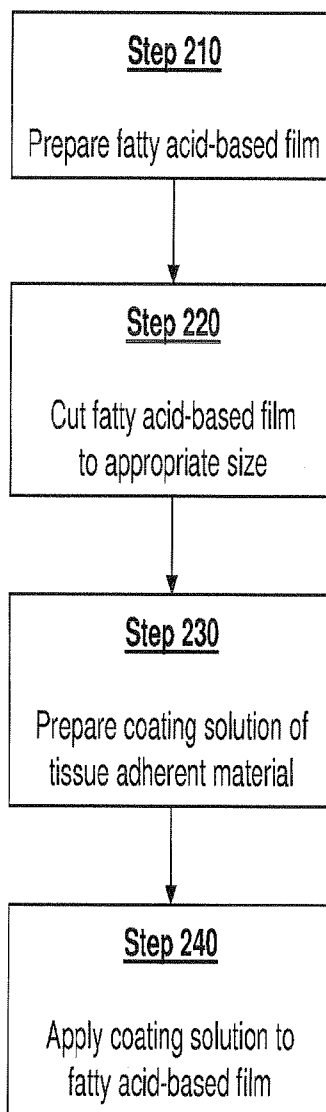 Step 210
Prepare fatty acid-based film
Step 220
Cut fatty acid-based film
to appropriate size
Step 230
Prepare coating solution of
tissue adherent material
Step 240
Apply coating solution to
fatty acid-based film